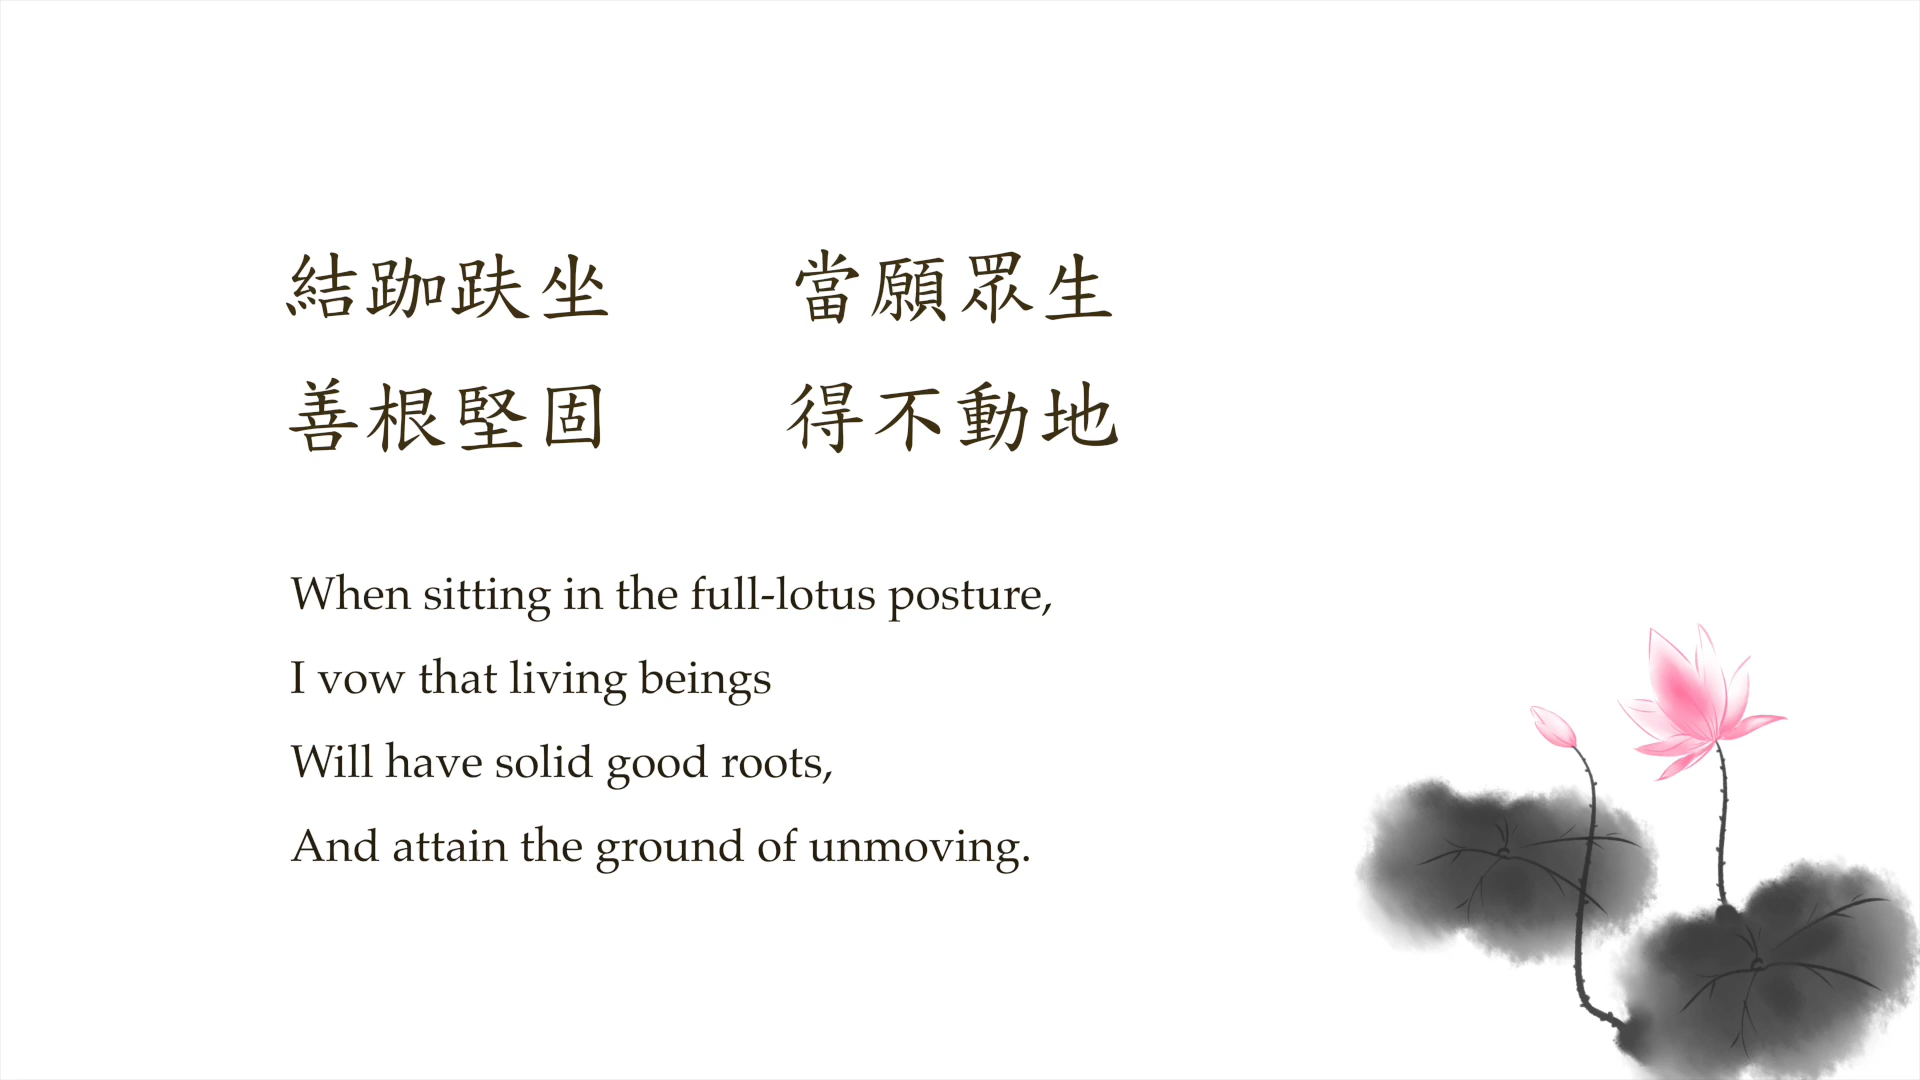 結跏趺坐 當願眾生
善根堅固 得不動地
When sitting in the full-lotus posture,
I vow that living beings
Will have solid good roots,
And attain the ground of unmoving.